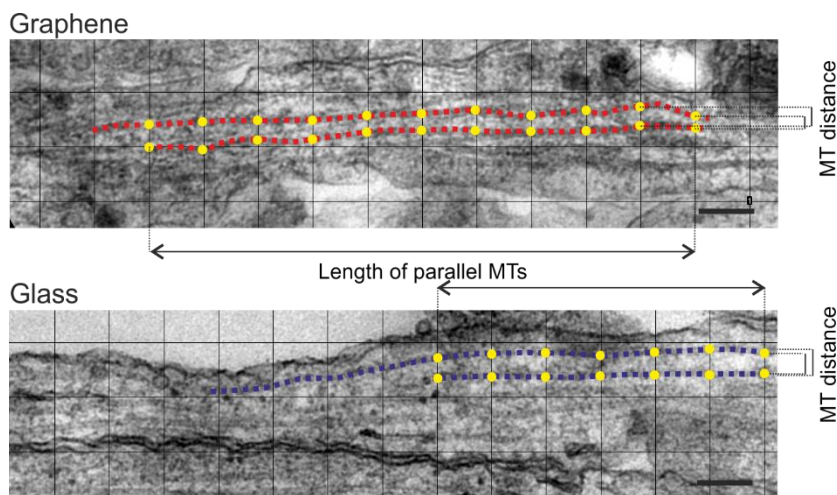 Graphene
MT distance
Length of parallel MTs
Glass
MT distance